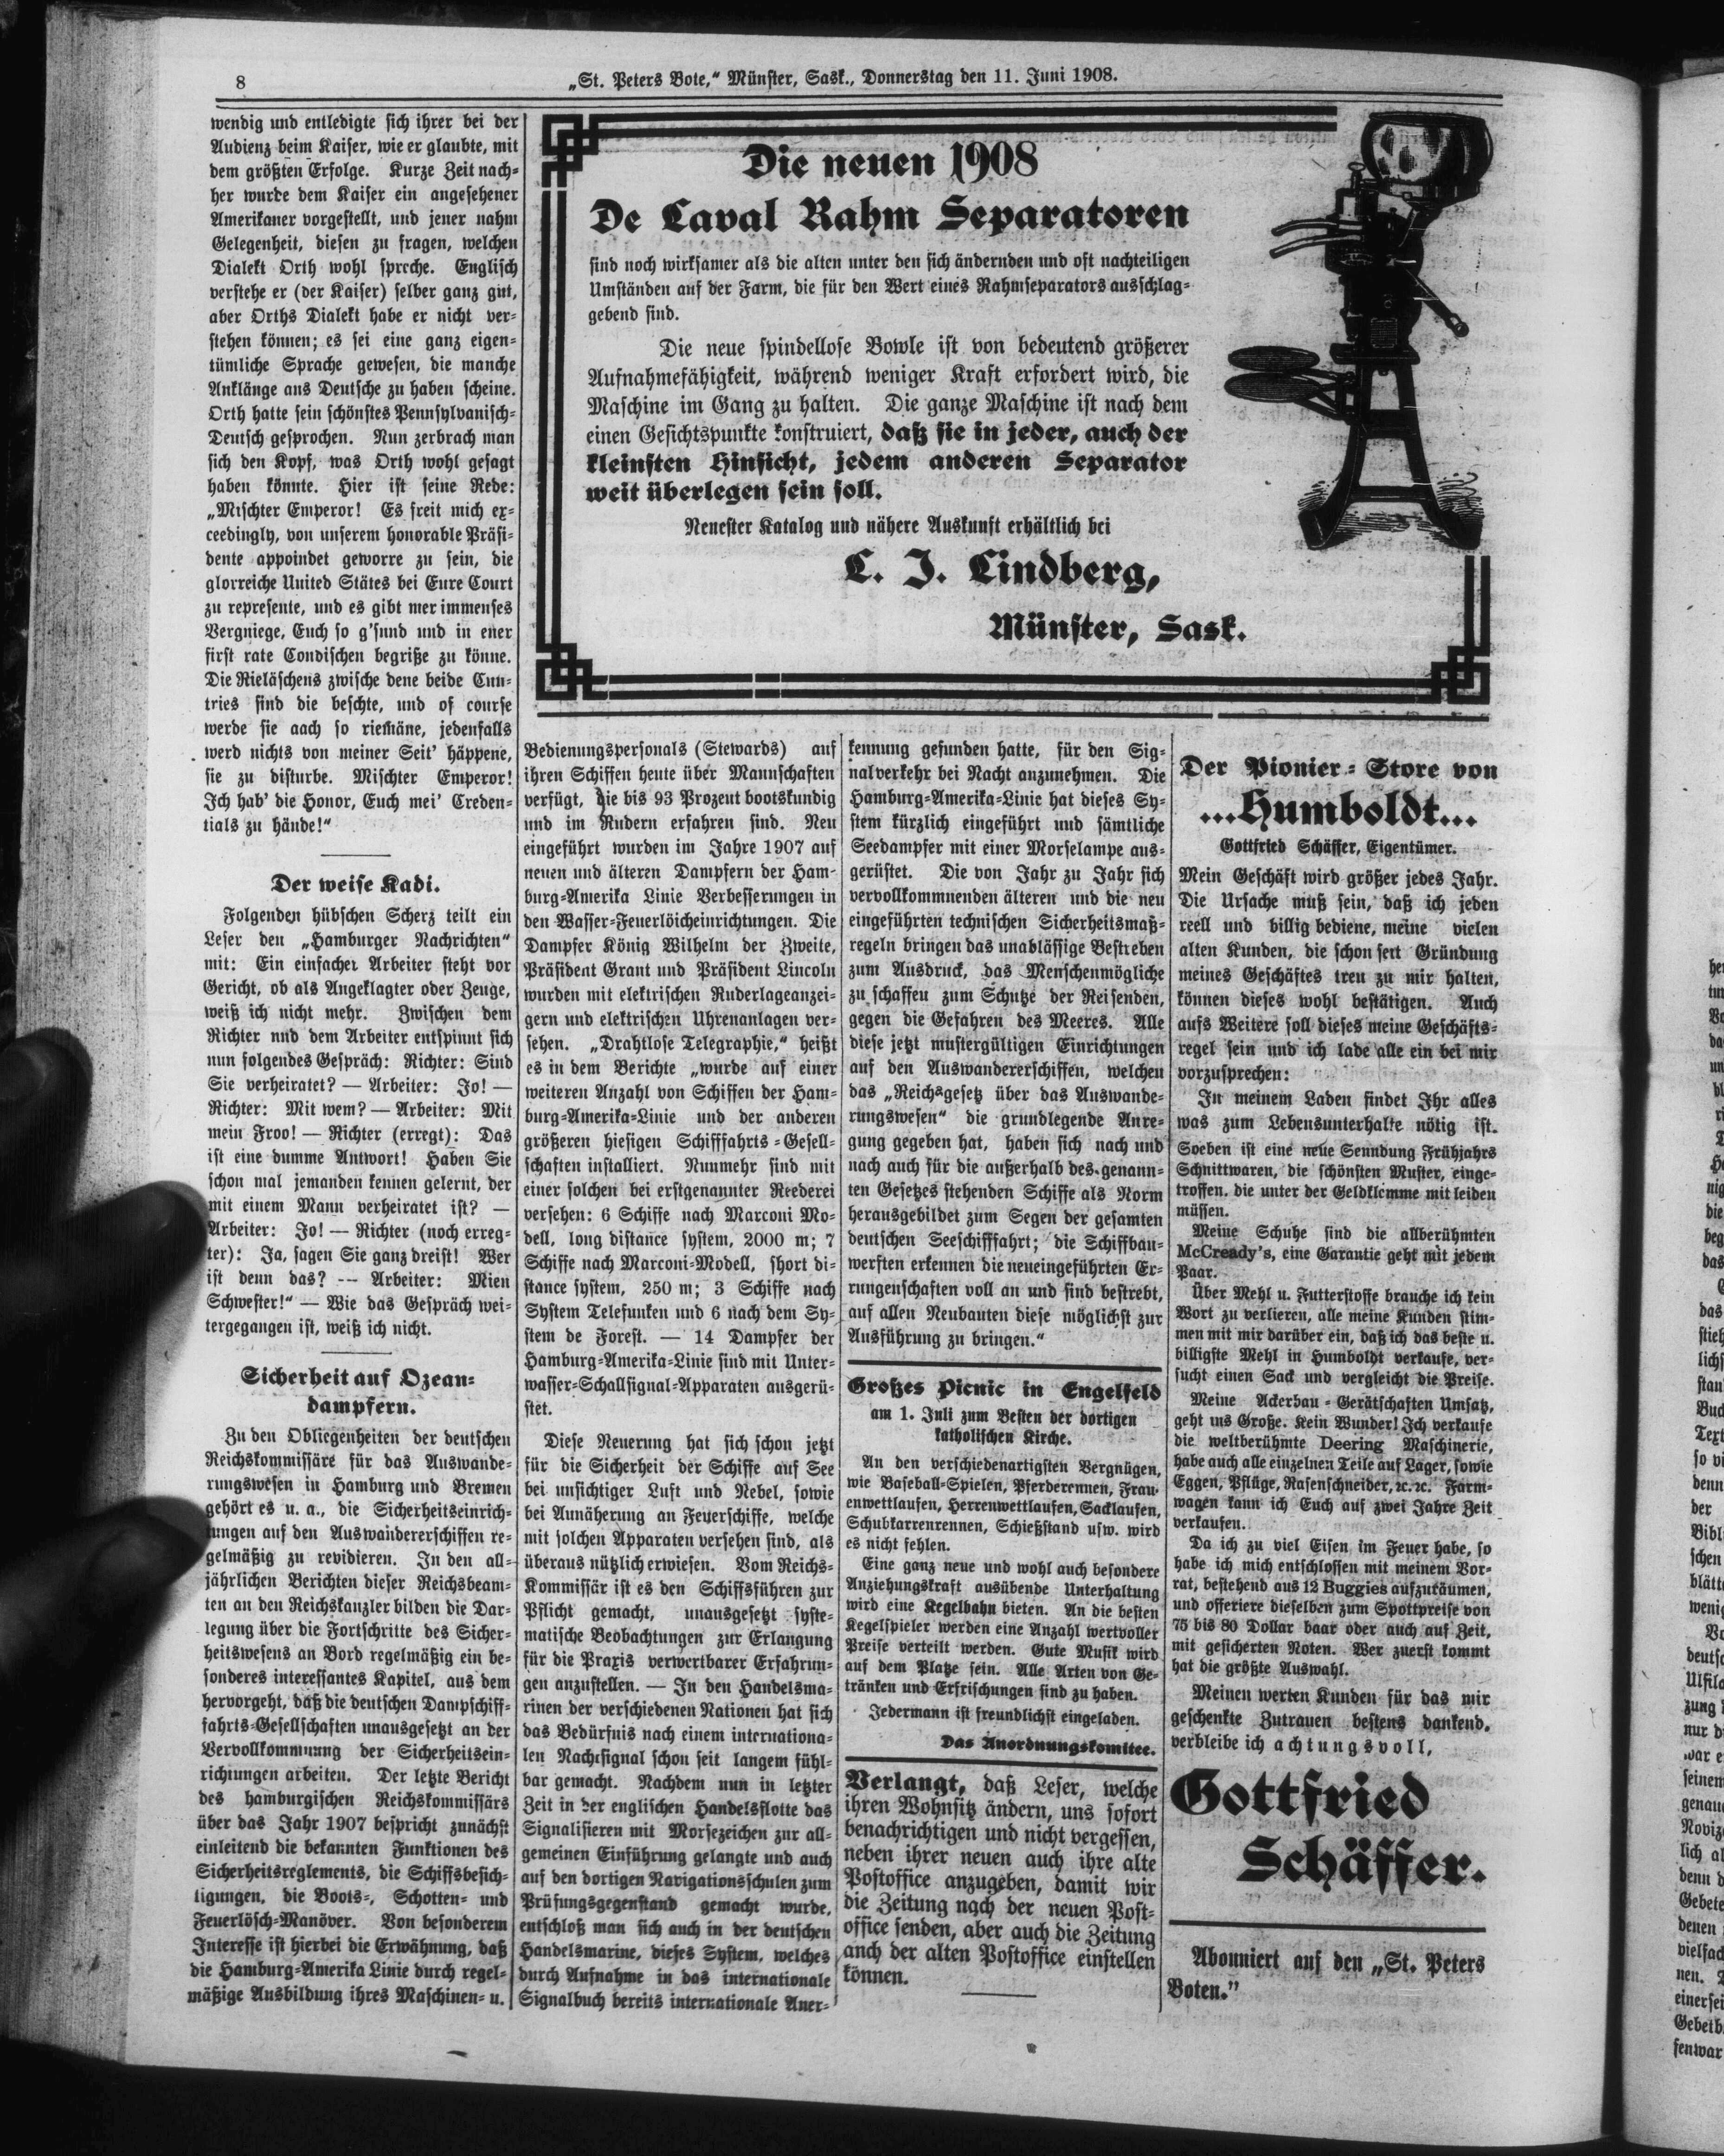 8
„St. Peters Bote,“ Münster, Sask., Donnerstag den 11. Juni 1908.
wendig und entledigte sich ihrer bei der
Audienz beim Kaiser, wie er glaubte, mit
dem größten Erfolge. Kurze Zeit nach-
her wurde dem Kaiser ein angesehener
Amerikaner vorgestellt, und jener nahm
Gelegenheit, diesen zu fragen, welchen
Dialekt Orth wohl spreche. Englisch
verstehe er (der Kaiser) selber ganz gut,
aber Orths Dialekt habe er nicht ver-
stehen können; es sei eine ganz eigen-
tümliche Sprache gewesen, die manche
Anklänge ans Deutsche zu haben scheine.
Orth hatte sein schönstes Pennsylvanisch-
Deutsch gesprochen. Nun zerbrach man
sich den Kopf, was Orth wohl gesagt
haben könnte. Hier ist seine Rede:
„Mischter Emperor! Es freit mich ex-
ceedingly, von unserem honorable Präsi-
dente appoindet geworre zu sein, die
glorreiche United Stätes bei Eure Court
zu represente, und es gibt mer immenses
Vergniege, Euch so g'sund und in ener
first rate Condischen begriße zu könne.
Die Rieläschens zwische dene beide Cun-
tries sind die beschte, und of course
werde sie aach so riemäne, jedenfalls
werd nichts von meiner Seit' häppene,
sie zu disturbe. Mischter Emperor!
Ich hab' die Honor, Euch mei' Creden-
tials zu hände!“
Der weise Kadi.
Folgenden hübschen Scherz teilt ein
Leser den „Hamburger Nachrichten“
mit: Ein einfacher Arbeiter steht vor
Gericht, ob als Angeklagter oder Zeuge,
weiß ich nicht mehr. Zwischen dem
Richter nnd dem Arbeiter entspinnt sich
nun folgendes Gespräch: Richter: Sind
Sie verheiratet? — Arbeiter: Jo! —
Richter: Mit wem? — Arbeiter: Mit
mein Froo! — Richter (erregt): Das
ist eine dumme Antwort! Haben Sie
schon mal jemanden kennen gelernt, der
mit einem Mann verheiratet ist? —
Arbeiter: Jo! — Richter (noch erreg-
ter): Ja, sagen Sie ganz dreist! Wer
ist denn das? -- Arbeiter: Mien
Schwester!“ — Wie das Gespräch wei-
tergegangen ist, weiß ich nicht.
Sicherheit auf Ozean-
dampfern.
Zu den Obliegenheiten der deutschen
Reichskommissäre für das Auswande-
rungswesen in Hamburg und Bremen
gehört es u. a., die Sicherheitseinrich-
tungen auf den Auswandererschiffen re-
gelmäßig zu revidieren. In den all-
jährlichen Berichten dieser Reichsbeam-
ten an den Reichskanzler bilden die Dar-
legung über die Fortschritte des Sicher-
heitswesens an Bord regelmäßig ein be-
sonderes interessantes Kapitel, aus dem
hervorgeht, daß die deutschen Dampschiff-
fahrts-Gesellschaften unausgesetzt an der
Vervollkommnung der Sicherheitsein-
richtungen arbeiten. Der letzte Bericht
des hamburgischen Reichskommissärs
über das Jahr 1907 bespricht zunächst
einleitend die bekannten Funktionen des
Sicherheitsreglements, die Schiffsbesich-
tigungen, die Boots-, Schotten- und
Feuerlösch-Manöver. Von besonderem
Interesse ist hierbei die Erwähnung, daß
die Hamburg-Amerika Linie durch regel-
mäßige Ausbildung ihres Maschinen- u.
Die neuen 1908
De Laval Rahm Separatoren
sind noch wirksamer als die alten unter den sich ändernden und oft nachteiligen
Umständen auf der Farm, die für den Wert eines Rahmseparators ausschlag-
gebend sind.
Die neue spindellose Bowle ist von bedeutend größerer
Aufnahmefähigkeit, während weniger Kraft erfordert wird, die
Maschine im Gang zu halten. Die ganze Maschine ist nach dem
einen Gesichtspunkte konstruiert, daß sie in jeder, auch der
kleinsten Hinsicht, jedem anderen Separator
weit überlegen sein soll.
Neuester Katalog und nähere Auskunft erhältlich bei
C. J. Lindberg,
Münster, Sask.
Bedienungspersonals (Stewards) auf
ihren Schiffen heute über Mannschaften
verfügt, die bis 93 Prozent bootskundig
und im Rudern erfahren sind. Neu
eingeführt wurden im Jahre 1907 auf
neuen und älteren Dampfern der Ham-
burg-Amerika Linie Verbesserungen in
den Wasser-Feuerlöicheinrichtungen. Die
Dampfer König Wilhelm der Zweite,
Präsident Grant und Präsident Lincoln
wurden mit elektrischen Ruderlageanzei-
gern und elektrischen Uhrenanlagen ver-
sehen. „Drahtlose Telegraphie,“ heißt
es in dem Berichte „wurde auf einer
weiteren Anzahl von Schiffen der Ham-
burg-Amerika-Linie und der anderen
größeren hiesigen Schifffahrts-Gesell-
schaften installiert. Nunmehr sind mit
einer solchen bei erstgenannter Reederei
versehen: 6 Schiffe nach Marconi Mo-
dell, long distance system, 2000 m; 7
Schiffe nach Marconi-Modell, short di-
stance system, 250 m; 3 Schiffe nach
System Telefunken und 6 nach dem Sy-
stem de Forest. — 14 Dampfer der
Hamburg-Amerika-Linie sind mit Unter-
wasser-Schallsignal-Apparaten ausgerü-
stet.
Diese Neuerung hat sich schon jetzt
für die Sicherheit der Schiffe auf See
bei unsichtiger Luft und Nebel, sowie
bei Annäherung an Feuerschiffe, welche
mit solchen Apparaten versehen sind, als
überaus nützlich erwiesen. Vom Reichs-
Kommissär ist es den Schiffsführen zur
Pflicht gemacht, unausgesetzt syste-
matische Beobachtungen zur Erlangung
für die Praxis verwertbarer Erfahrun-
gen anzustellen. — In den Handelsma-
rinen der verschiedenen Nationen hat sich
das Bedürfnis nach einem internationa-
len Nachtsignal schon seit langem fühl-
bar gemacht. Nachdem nun in letzter
Zeit in der englischen Handelsflotte das
Signalisieren mit Morsezeichen zur all-
gemeinen Einführung gelangte und auch
auf den dortigen Navigationsschulen zum
Prüfungsgegenstand gemacht wurde,
entschloß man sich auch in der deutschen
Handelsmarine, dieses System, welches
durch Aufnahme in das internationale
Signalbuch bereits internationale Aner-
kennung gefunden hatte, für den Sig-
nalverkehr bei Nacht anzunehmen. Die
Hamburg-Amerika-Linie hat dieses Sy-
stem kürzlich eingeführt und sämtliche
Seedampfer mit einer Morselampe aus-
gerüstet. Die von Jahr zu Jahr sich
vervollkommnenden älteren und die neu
eingeführten technischen Sicherheitsmaß-
regeln bringen das unablässige Bestreben
zum Ausdruck, das Menschenmögliche
zu schaffen zum Schutze der Reisenden,
gegen die Gefahren des Meeres. Alle
diese jetzt mustergültigen Einrichtungen
auf den Auswandererschiffen, welchen
das „Reichsgesetz über das Auswande-
rungswesen“ die grundlegende Anre-
gung gegeben hat, haben sich nach und
nach auch für die außerhalb des genann-
ten Gesetzes stehenden Schiffe als Norm
herausgebildet zum Segen der gesamten
deutschen Seeschifffahrt; die Schiffbau-
werften erkennen die neueingeführten Er-
rungenschaften voll an und sind bestrebt,
auf allen Neubauten diese möglichst zur
Ausführung zu bringen.“
Großes Picnic in Engelfeld
am 1. Juli zum Besten der dortigen
katholischen Kirche.
An den verschiedenartigsten Vergnügen,
wie Baseball-Spielen, Pferderennen, Frau-
enwettlaufen, Herrenwettlaufen, Sacklaufen,
Schubkarrenrennen, Schießstand usw. wird
es nicht fehlen.
Eine ganz neue und wohl auch besondere
Anziehungskraft ausübende Unterhaltung
wird eine Kegelbahn bieten. An die besten
Kegelspieler werden eine Anzahl wertvoller
Preise verteilt werden. Gute Musik wird
auf dem Platze sein. Alle Arten von Ge-
tränken und Erfrischungen sind zu haben.
Jedermann ist freundlichst eingeladen.
Das Anordnungskomitee.
Verlangt, daß Leser, welche
ihren Wohnsitz ändern, uns sofort
benachrichtigen und nicht vergessen,
neben ihrer neuen auch ihre alte
Postoffice anzugeben, damit wir
die Zeitung nach der neuen Post-
office senden, aber auch die Zeitung
anch der alten Postoffice einstellen
können.
Der Pionier-Store von
...Humboldt...
Gottfried Schäffer, Eigentümer.
Mein Geschäft wird größer jedes Jahr.
Die Ursache muß sein, daß ich jeden
reell und billig bediene, meine vielen
alten Kunden, die schon seit Gründung
meines Geschäftes treu zu mir halten,
können dieses wohl bestätigen. Auch
aufs Weitere soll dieses meine Geschäfts-
regel sein und ich lade alle ein bei mir
vorzusprechen:
In meinem Laden findet Ihr alles
was zum Lebensunterhalte nötig ist.
Soeben ist eine neue Senndung Frühjahrs
Schnittwaren, die schönsten Muster, einge-
troffen. die unter der Geldklemme mit leiden
müssen.
Meine Schuhe sind die allberühmten
McCready's, eine Garantie geht mit jedem
Paar.
Über Mehl u. Futterstoffe brauche ich kein
Wort zu verlieren, alle meine Kunden stim-
men mit mir darüber ein, daß ich das beste u.
billigste Mehl in Humboldt verkaufe, ver-
sucht einen Sack und vergleicht die Preise.
Meine Ackerbau-Gerätschaften Umsatz,
geht ins Große. Kein Wunder! Ich verkaufe
die weltberühmte Deering Maschinerie,
habe auch alle einzelnen Teile auf Lager, sowie
Eggen, Pflüge, Rasenschneider, ꝛc. ꝛc. Farm-
wagen kann ich Euch auf zwei Jahre Zeit
verkaufen.
Da ich zu viel Eisen im Feuer habe, so
habe ich mich entschlossen mit meinem Vor-
rat, bestehend aus 12 Buggies aufzuräumen,
und offeriere dieselben zum Spottpreise von
75 bis 80 Dollar baar oder auch auf Zeit,
mit gesicherten Noten. Wer zuerst kommt
hat die größte Auswahl.
Meinen werten Kunden für das mir
geschenkte Zutrauen bestens dankend,
verbleibe ich achtungsvoll,
Gottfried
Schäffer.
Abonniert auf den „St. Peters
Boten.”